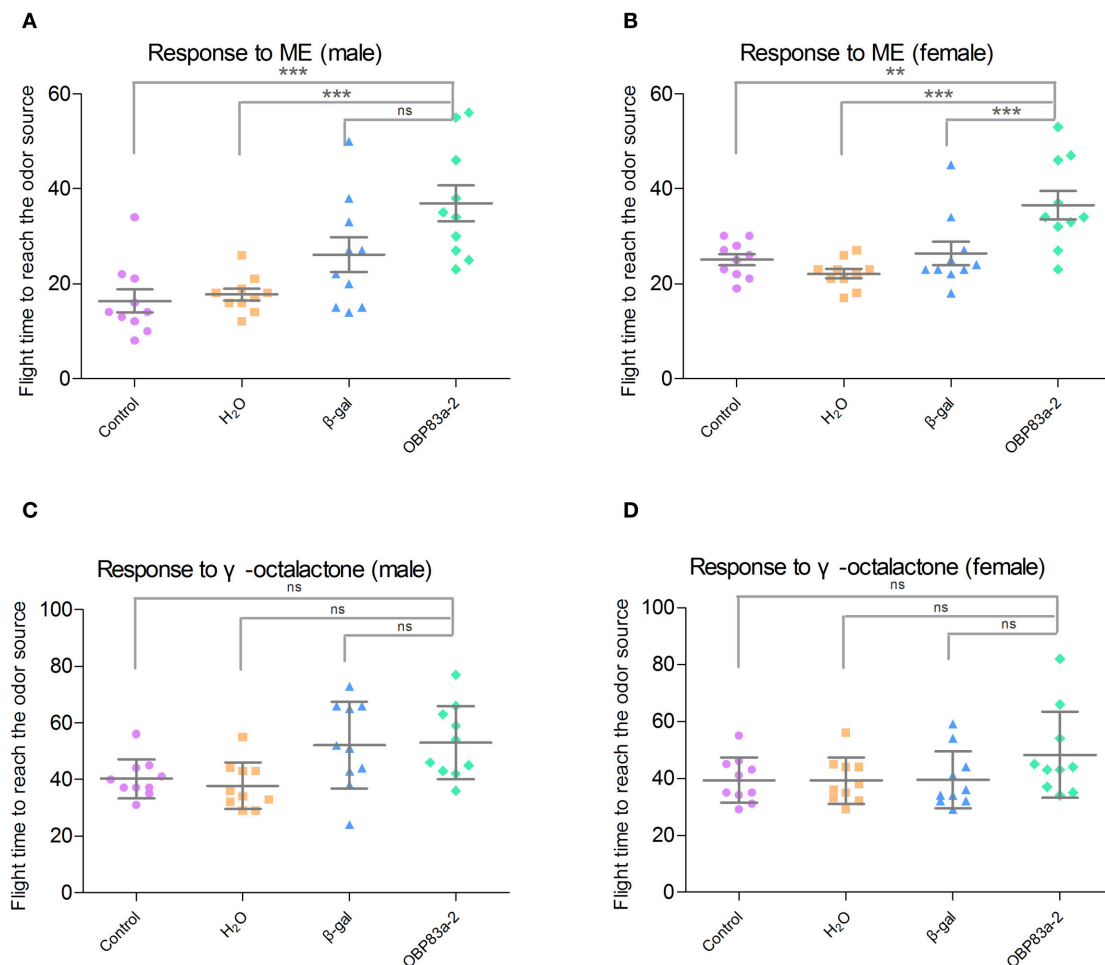 A
Response to ME (male)
***
***
ns
Flight time to reach the odor source
60
40
20
0
Control
H₂O
β-gal
OBP83a-2
B
Response to ME (female)
**
***
***
Flight time to reach the odor source
60
40
20
0
Control
H₂O
β-gal
OBP83a-2
C
Response to γ -octalactone (male)
ns
ns
ns
Flight time to reach the odor source
100
80
60
40
20
0
Control
H₂O
β-gal
OBP83a-2
D
Response to γ -octalactone (female)
ns
ns
ns
Flight time to reach the odor source
100
80
60
40
20
0
Control
H₂O
β-gal
OBP83a-2